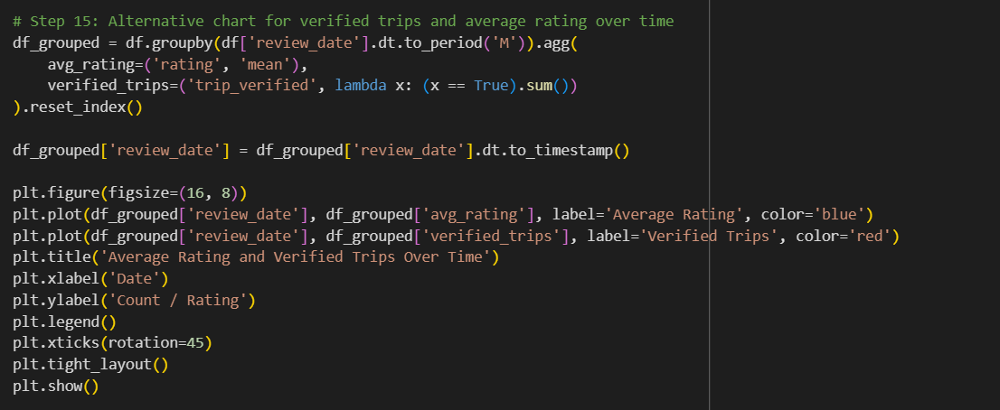 # Step 15: Alternative chart for verified trips and average rating over time
df_grouped = df.groupby(df['review_date'].dt.to_period('M')).agg(
    avg_rating=('rating', 'mean'),
    verified_trips=('trip_verified', lambda x: (x == True).sum())
).reset_index()

df_grouped['review_date'] = df_grouped['review_date'].dt.to_timestamp()

plt.figure(figsize=(16, 8))
plt.plot(df_grouped['review_date'], df_grouped['avg_rating'], label='Average Rating', color='blue')
plt.plot(df_grouped['review_date'], df_grouped['verified_trips'], label='Verified Trips', color='red')
plt.title('Average Rating and Verified Trips Over Time')
plt.xlabel('Date')
plt.ylabel('Count / Rating')
plt.legend()
plt.xticks(rotation=45)
plt.tight_layout()
plt.show()